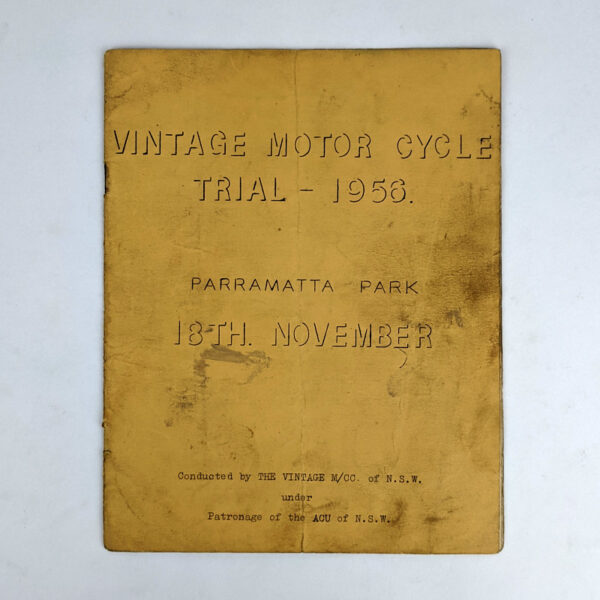 VINTAGE MOTOR CYCLE
TRIAL - 1956.
PARRAMATTA PARK
18TH. NOVEMBER
Conducted by THE VINTAGE M/CC. of N.S.W.
under
Patronage of the ACU of N.S.W.